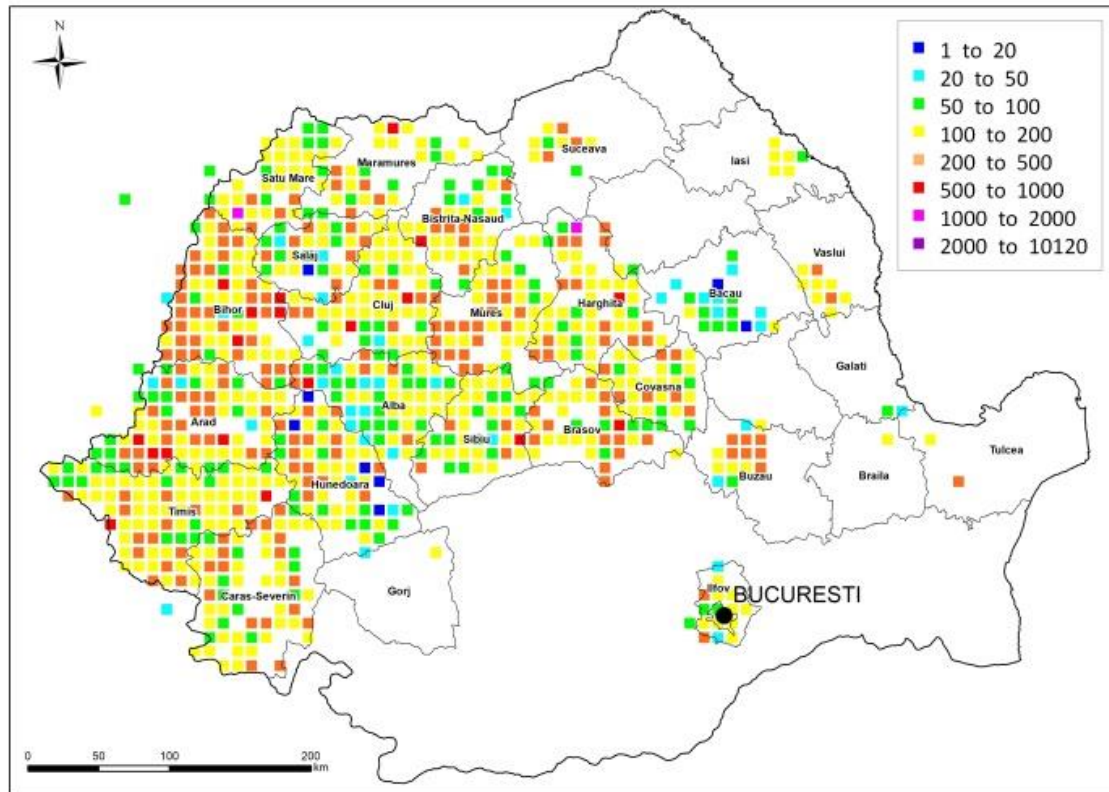 N
1 to 20
20 to 50
50 to 100
100 to 200
200 to 500
500 to 1000
1000 to 2000
2000 to 10120
Suceava
Maramures
Iasi
Satu Mare
Bistrita-Nasaud
Salaj
Vaslui
Bacau
Bihor
Cluj
Mures
Harghita
Galati
Covasna
Alba
Arad
Brasov
Sibiu
Tulcea
Buzau
Braila
Hunedoara
Timis
Gorj
Caras-Severin
Ilfov
BUCURESTI
0 50 100 200
km